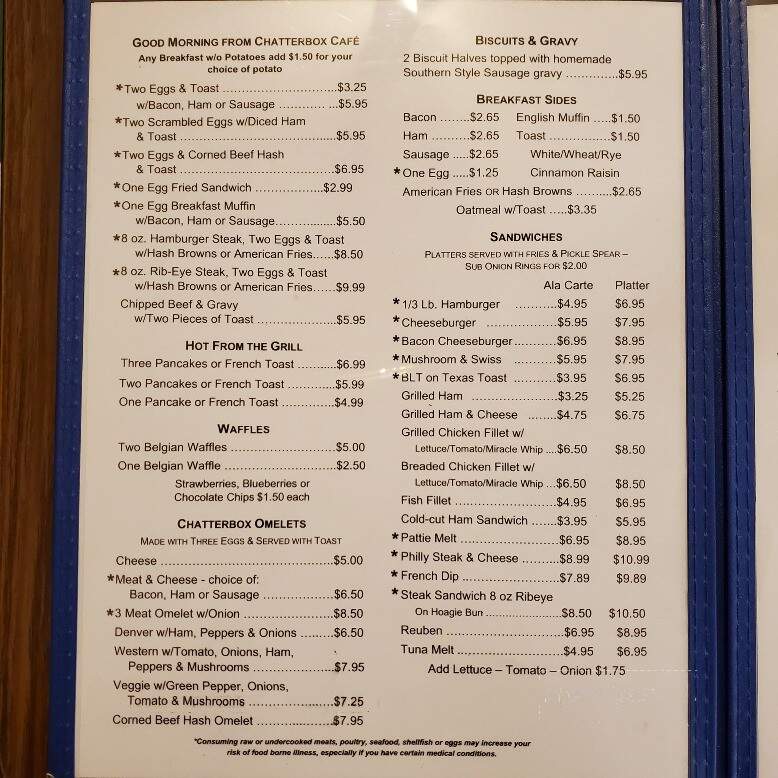 GOOD MORNING FROM CHATTERBOX CAFÉ
Any Breakfast w/o Potatoes add $1.50 for your
choice of potato
*Two Eggs & Toast ............................$3.25
w/Bacon, Ham or Sausage ........... ...$5.95
*Two Scrambled Eggs w/Diced Ham
& Toast ......................................$5.95
*Two Eggs & Corned Beef Hash
& Toast ......................................$6.95
*One Egg Fried Sandwich .................$2.99
*One Egg Breakfast Muffin
w/Bacon, Ham or Sausage...............$5.50
*8 oz. Hamburger Steak, Two Eggs & Toast
w/Hash Browns or American Fries.....$8.50
*8 oz. Rib-Eye Steak, Two Eggs & Toast
w/Hash Browns or American Fries......$9.99
Chipped Beef & Gravy
w/Two Pieces of Toast ....................$5.95
HOT FROM THE GRILL
Three Pancakes or French Toast ..........$6.99
Two Pancakes or French Toast ............$5.99
One Pancake or French Toast .............$4.99
WAFFLES
Two Belgian Waffles ..........................$5.00
One Belgian Waffle ...........................$2.50
Strawberries, Blueberries or
Chocolate Chips $1.50 each
CHATTERBOX OMELETS
MADE WITH THREE EGGS & SERVED WITH TOAST
Cheese ..........................................$5.00
*Meat & Cheese - choice of:
Bacon, Ham or Sausage .................$6.50
*3 Meat Omelet w/Onion .....................$8.50
Denver w/Ham, Peppers & Onions ........$6.50
Western w/Tomato, Onions, Ham,
Peppers & Mushrooms ....................$7.95
Veggie w/Green Pepper, Onions,
Tomato & Mushrooms .....................$7.25
Corned Beef Hash Omelet ..................$7.95
BISCUITS & GRAVY
2 Biscuit Halves topped with homemade
Southern Style Sausage gravy .............$5.95
BREAKFAST SIDES
Bacon ........$2.65 English Muffin .....$1.50
Ham ..........$2.65 Toast ................$1.50
Sausage .....$2.65 White/Wheat/Rye
*One Egg .....$1.25 Cinnamon Raisin
American Fries OR Hash Browns ..........$2.65
Oatmeal w/Toast .....$3.35
SANDWICHES
PLATTERS SERVED WITH FRIES & PICKLE SPEAR –
SUB ONION RINGS FOR $2.00
Ala Carte Platter
*1/3 Lb. Hamburger ..........$4.95 $6.95
*Cheeseburger .................$5.95 $7.95
*Bacon Cheeseburger..........$6.95 $8.95
*Mushroom & Swiss ..........$5.95 $7.95
*BLT on Texas Toast ..........$3.95 $6.95
Grilled Ham .......................$3.25 $5.25
Grilled Ham & Cheese ........$4.75 $6.75
Grilled Chicken Fillet w/
Lettuce/Tomato/Miracle Whip ....$6.50 $8.50
Breaded Chicken Fillet w/
Lettuce/Tomato/Miracle Whip ...$6.50 $8.50
Fish Fillet .........................$4.95 $6.95
Cold-cut Ham Sandwich .......$3.95 $5.95
*Pattie Melt .........................$6.95 $8.95
*Philly Steak & Cheese .........$8.99 $10.99
*French Dip .........................$7.89 $9.89
*Steak Sandwich 8 oz Ribeye
On Hoagie Bun ....................$8.50 $10.50
Reuben .............................$6.95 $8.95
Tuna Melt...........................$4.95 $6.95
Add Lettuce – Tomato – Onion $1.75
*Consuming raw or undercooked meats, poultry, seafood, shellfish or eggs may increase your
risk of food borne illness, especially if you have certain medical conditions.